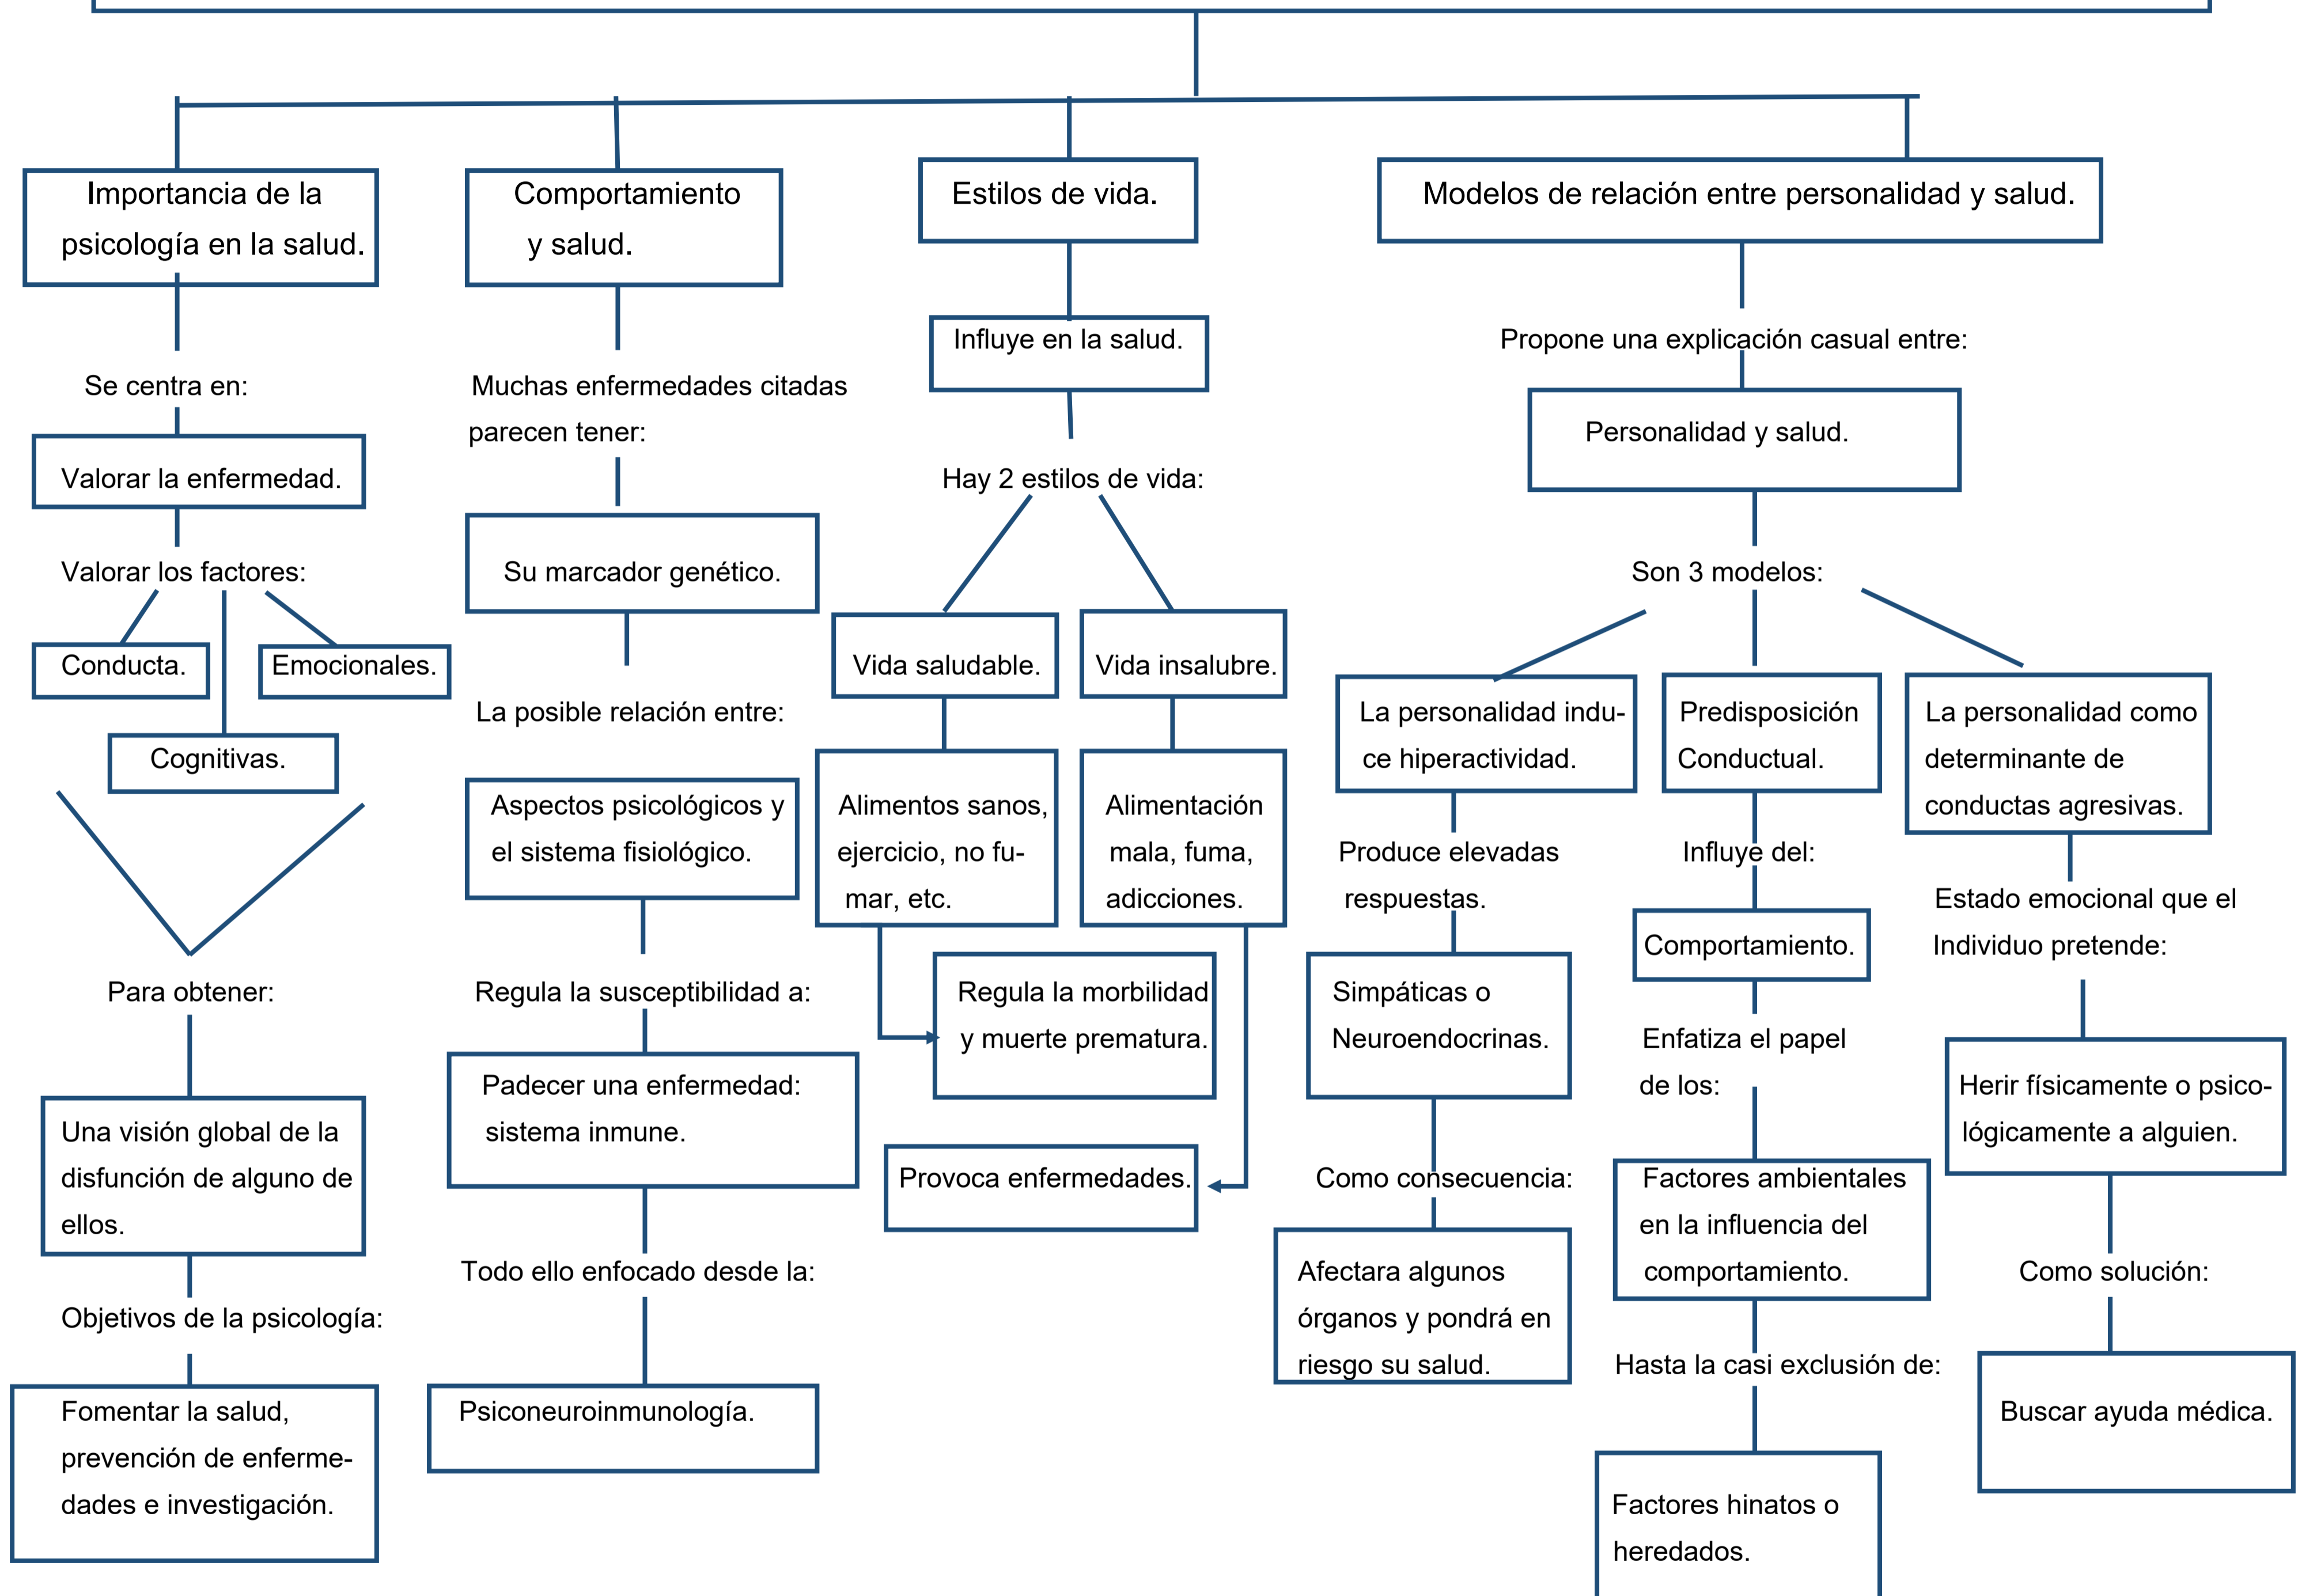 Importancia de la
psicología en la salud.
Se centra en:
Valorar la enfermedad.
Valorar los factores:
Conducta.
Emocionales.
Cognitivas.
Para obtener:
Una visión global de la
disfunción de alguno de
ellos.
Objetivos de la psicología:
Fomentar la salud,
prevención de enferme-
dades e investigación.
Comportamiento
y salud.
Muchas enfermedades citadas
parecen tener:
Su marcador genético.
La posible relación entre:
Aspectos psicológicos y
el sistema fisiológico.
Regula la susceptibilidad a:
Padecer una enfermedad:
sistema inmune.
Todo ello enfocado desde la:
Psiconeuroinmunología.
Estilos de vida.
Influye en la salud.
Hay 2 estilos de vida:
Vida saludable.
Alimentos sanos,
ejercicio, no fu-
mar, etc.
Regula la morbilidad
y muerte prematura.
Vida insalubre.
Alimentación
mala, fuma,
adicciones.
Provoca enfermedades.
Modelos de relación entre personalidad y salud.
Propone una explicación casual entre:
Personalidad y salud.
Son 3 modelos:
La personalidad indu-
ce hiperactividad.
Produce elevadas
respuestas.
Simpáticas o
Neuroendocrinas.
Como consecuencia:
Afectara algunos
órganos y pondrá en
riesgo su salud.
Predisposición
Conductual.
Influye del:
Comportamiento.
Enfatiza el papel
de los:
Factores ambientales
en la influencia del
comportamiento.
Hasta la casi exclusión de:
Factores hinatos o
heredados.
La personalidad como
determinante de
conductas agresivas.
Estado emocional que el
Individuo pretende:
Herir físicamente o psico-
lógicamente a alguien.
Como solución:
Buscar ayuda médica.